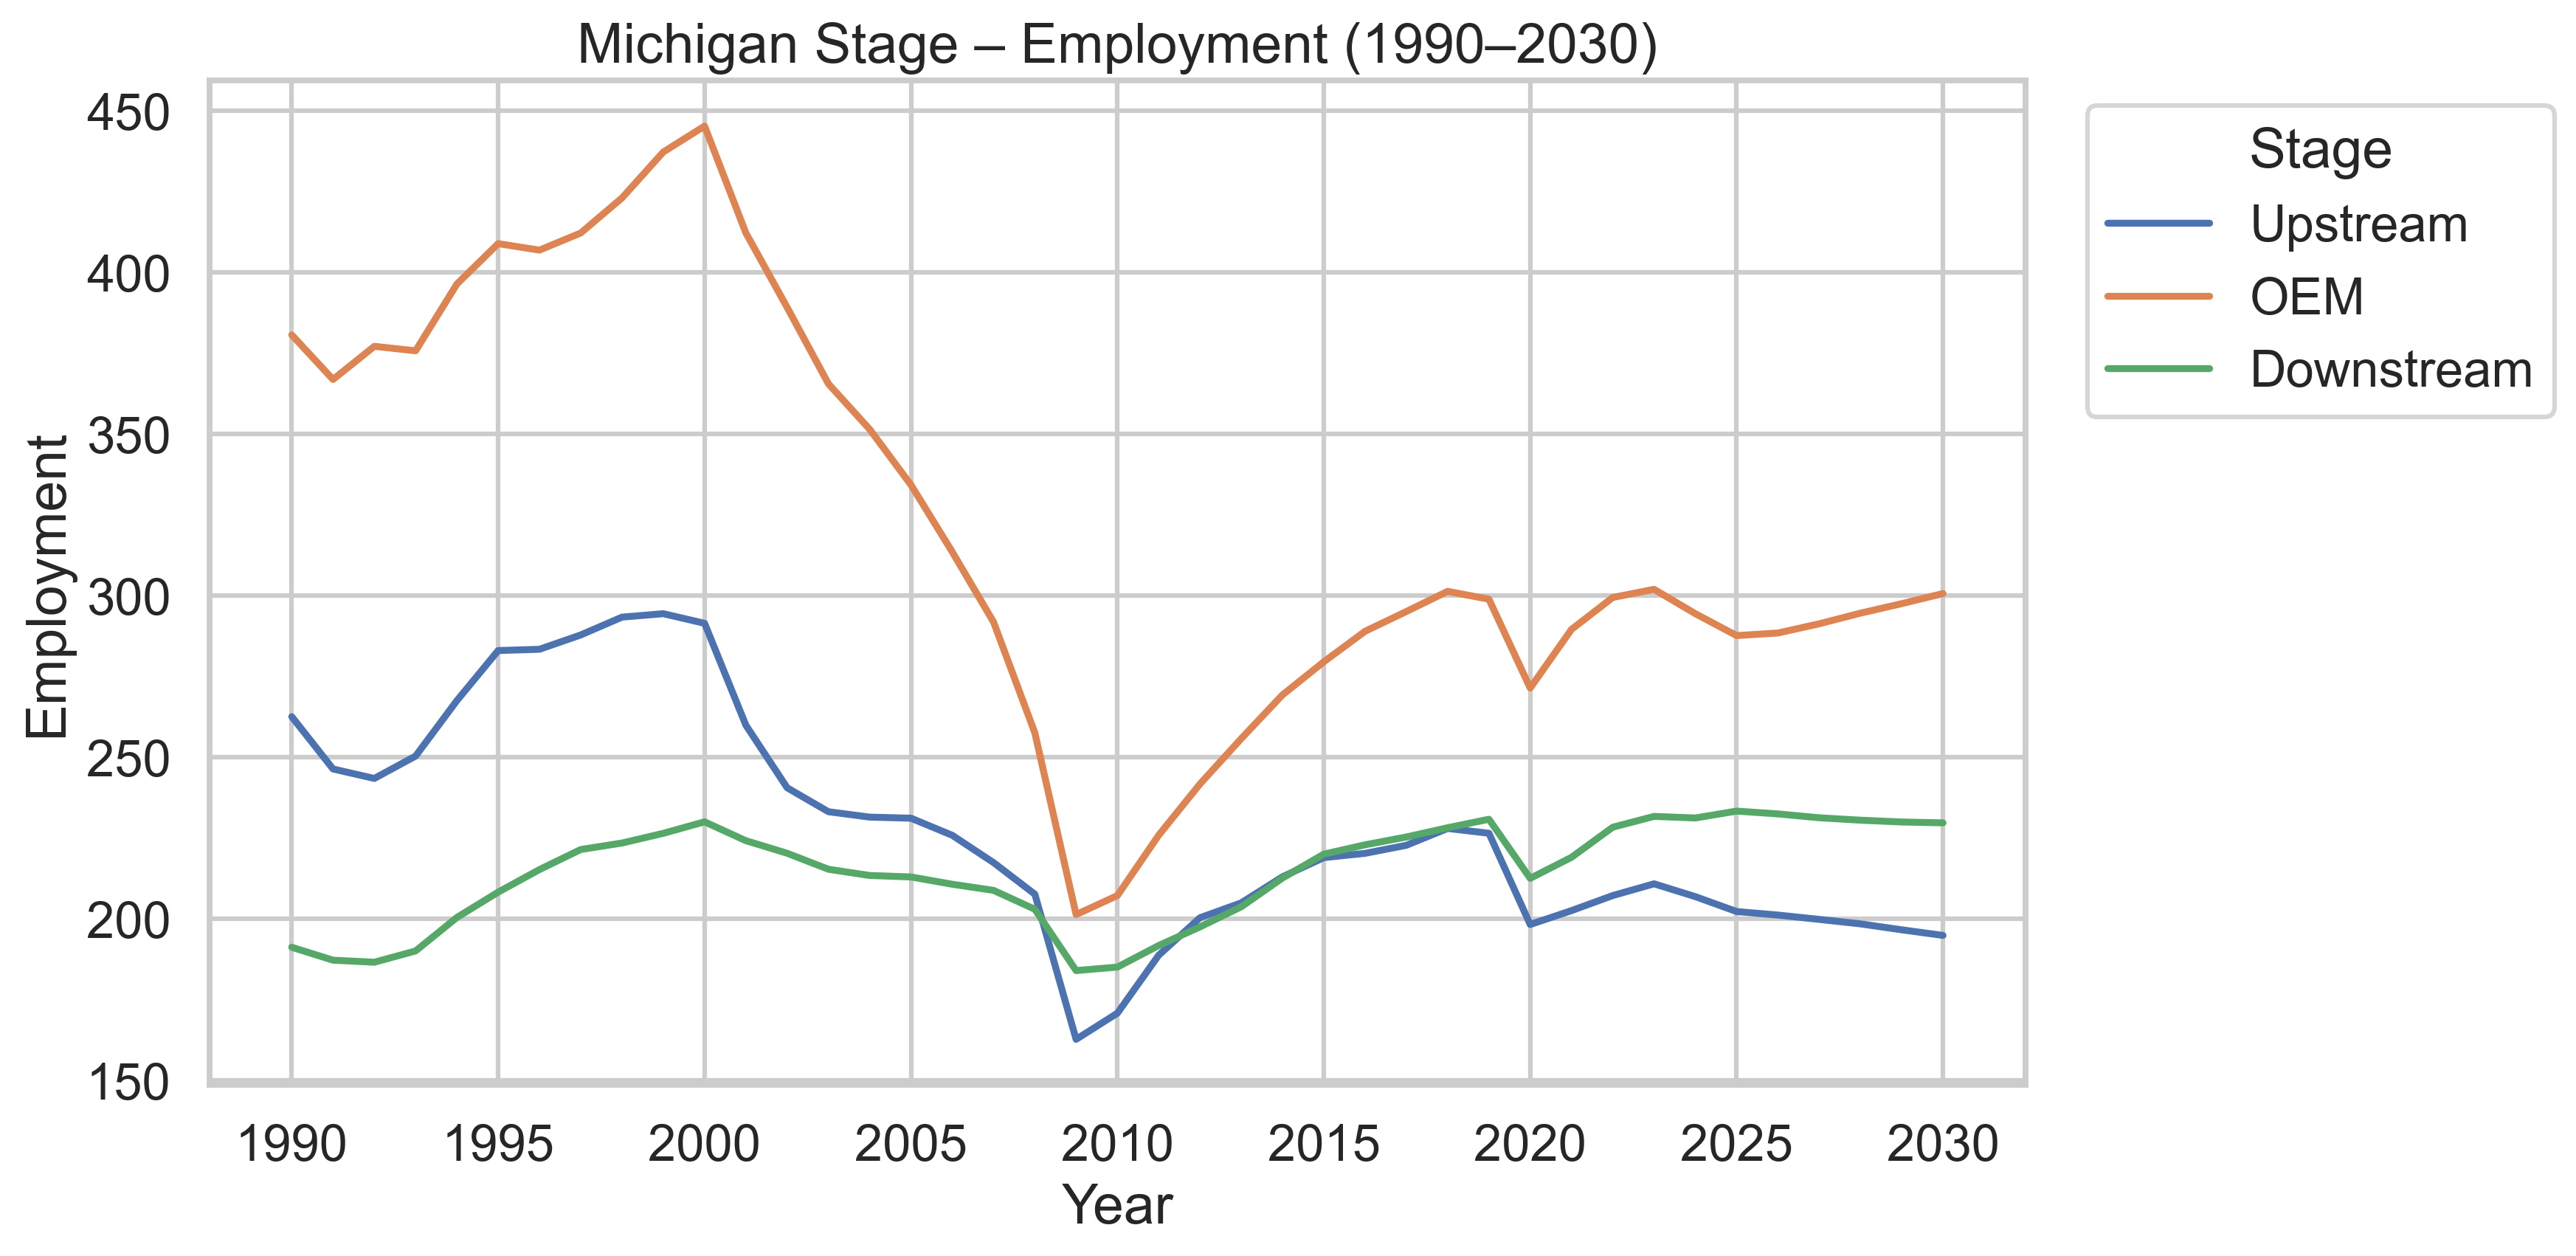 Michigan Stage – Employment (1990–2030)
Employment
450
400
350
300
250
200
150
1990 1995 2000 2005 2010 2015 2020 2025 2030
Year
Stage
Upstream
OEM
Downstream